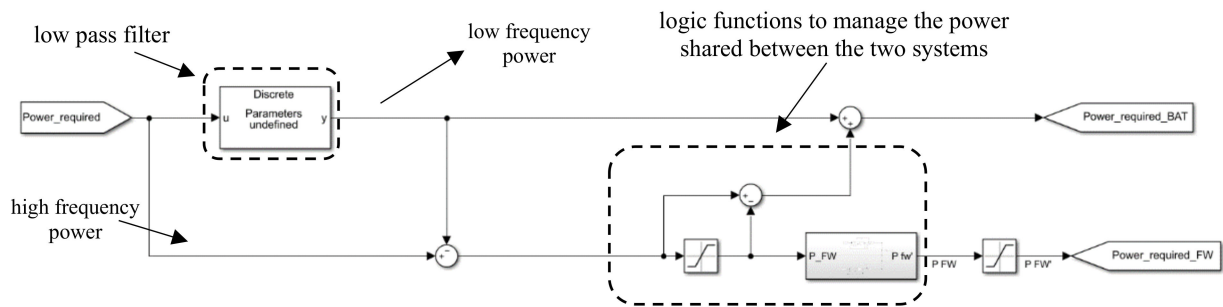 logic functions to manage the power
shared between the two systems
low pass filter
low frequency
power
Discrete
Parameters
undefined
u
y
Power_required
Power_required_BAT
high frequency
power
P_FW
P fw'
P FW
P FW'
Power_required_FW